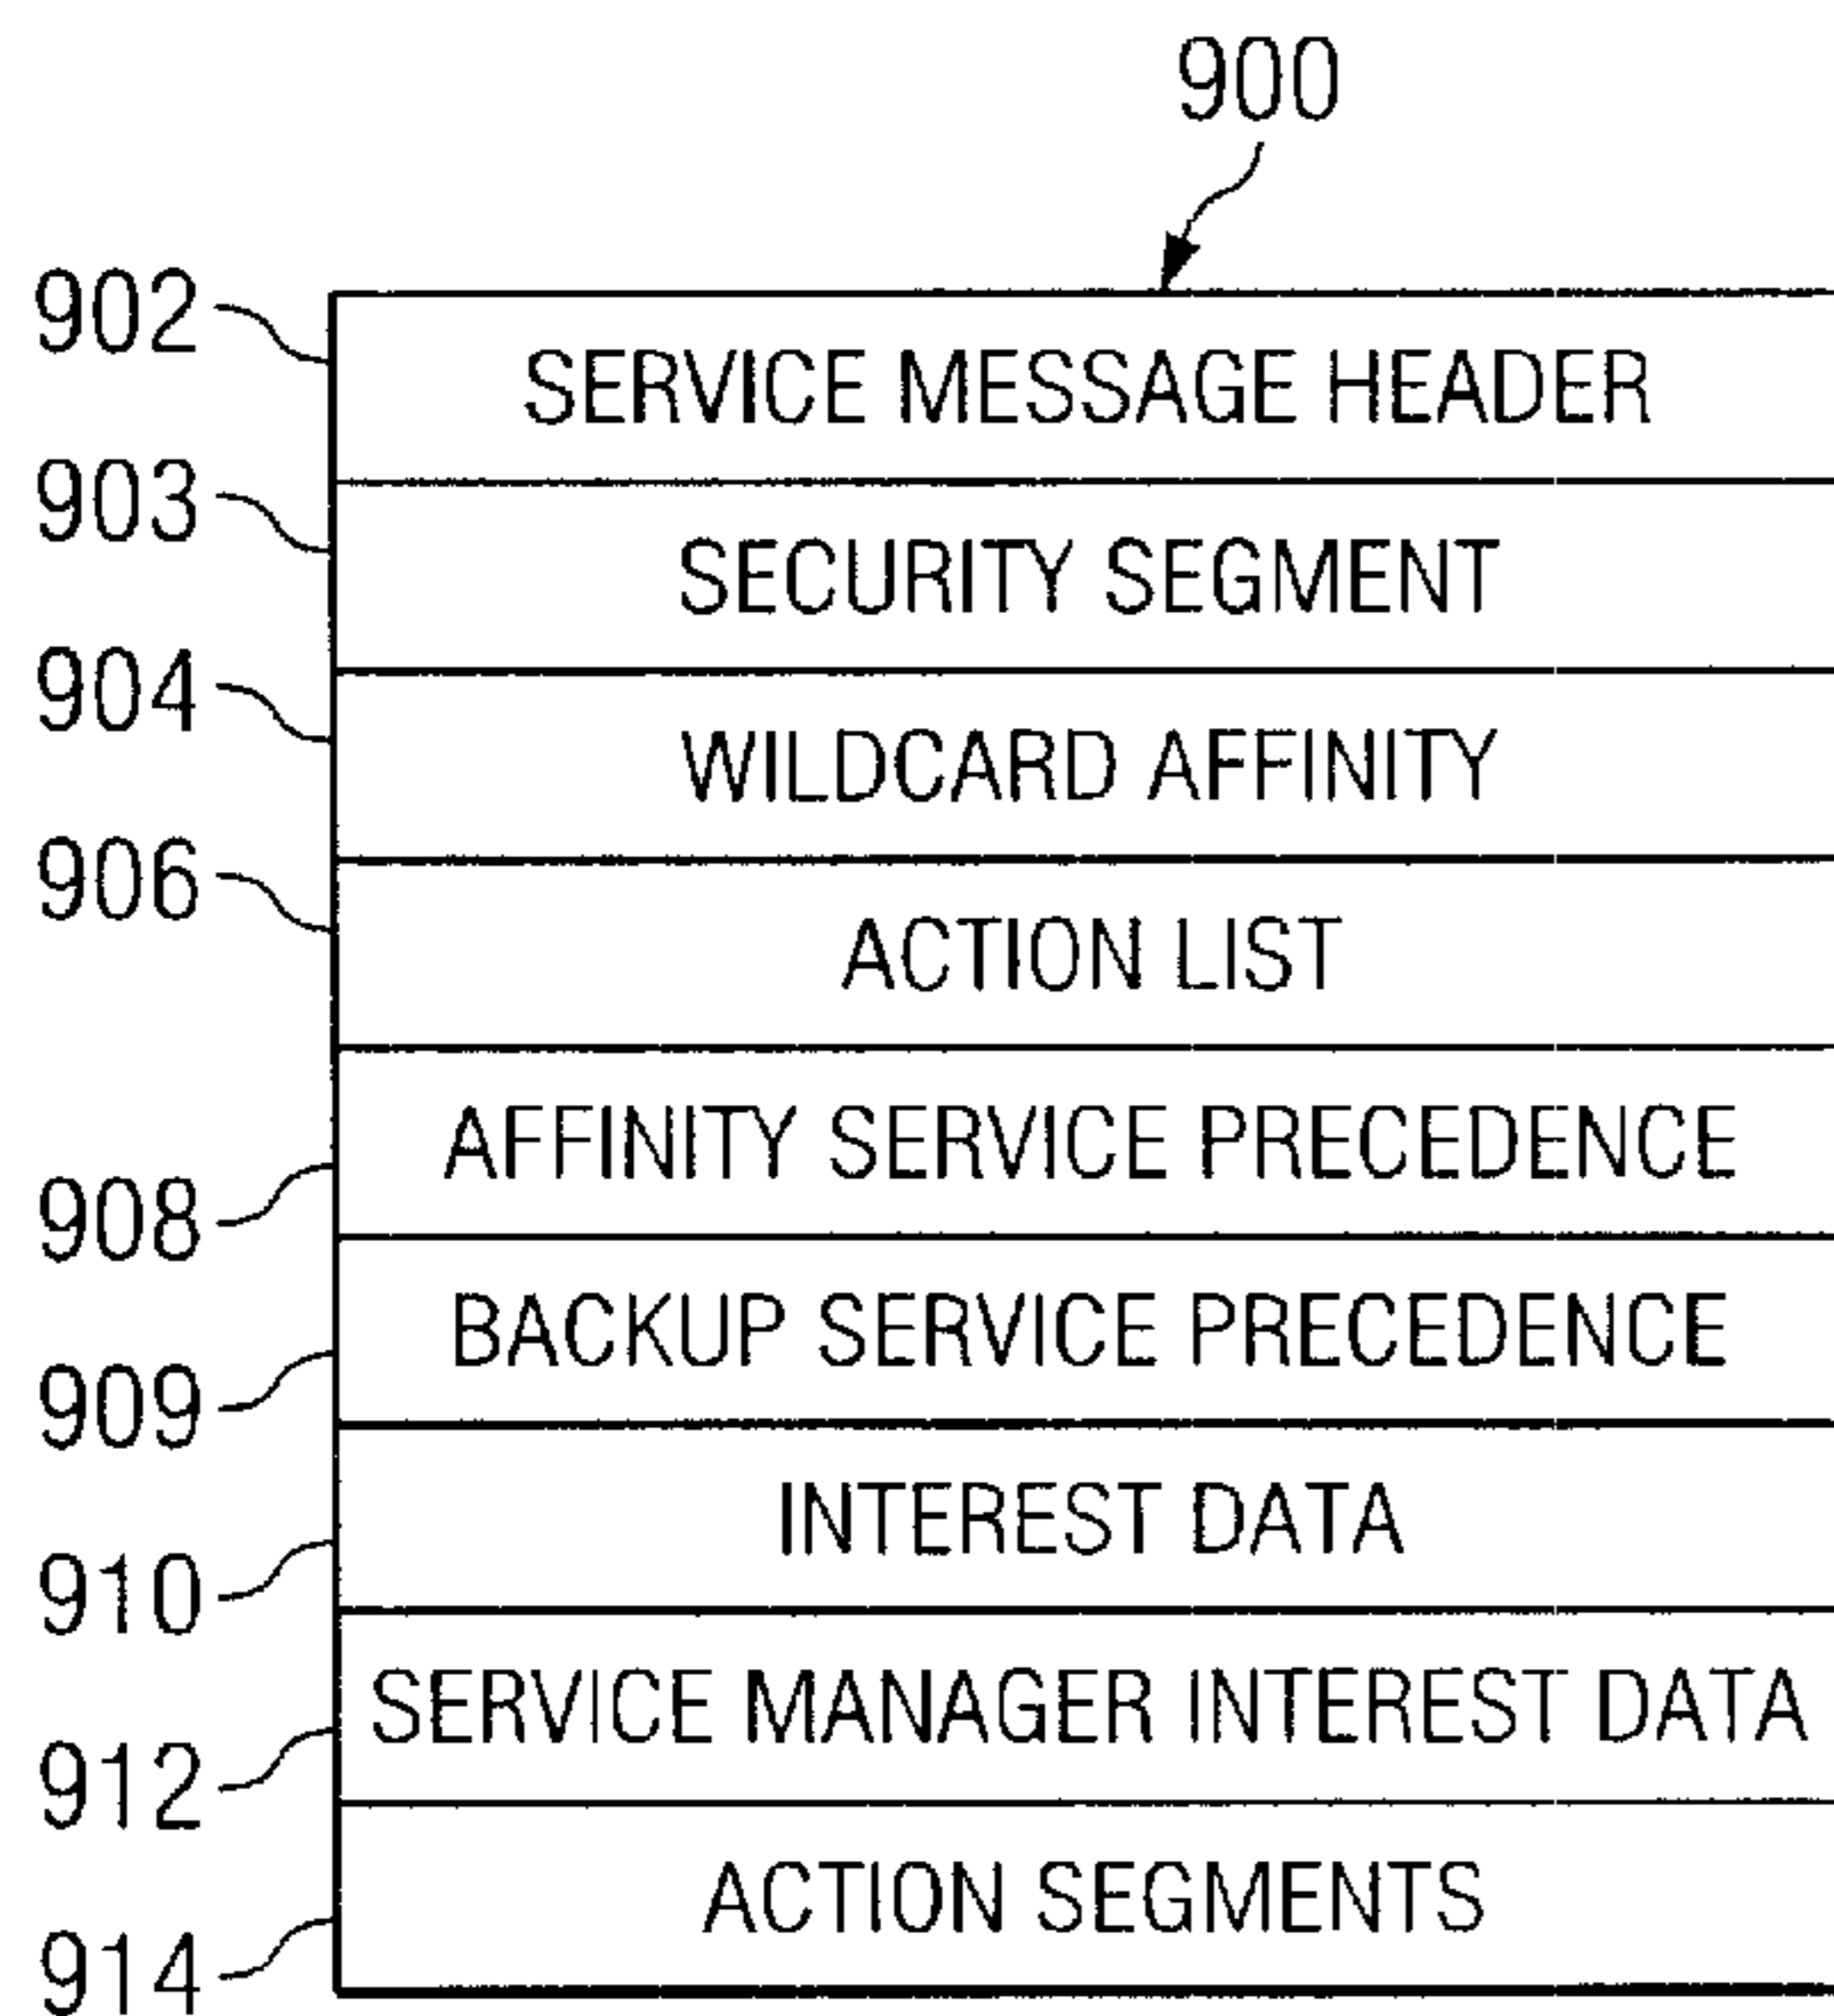 900
902 SERVICE MESSAGE HEADER
903 SECURITY SEGMENT
904 WILDCARD AFFINITY
906 ACTION LIST
908 AFFINITY SERVICE PRECEDENCE
909 BACKUP SERVICE PRECEDENCE
910 INTEREST DATA
912 SERVICE MANAGER INTEREST DATA
914 ACTION SEGMENTS